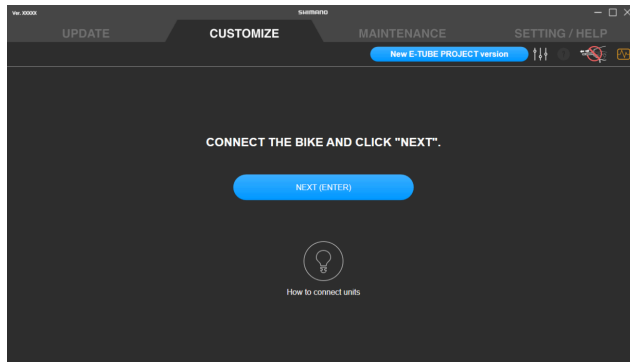 Ver. XXXXX
SHIMANO
UPDATE
CUSTOMIZE
MAINTENANCE
SETTING / HELP
New E-TUBE PROJECT version
CONNECT THE BIKE AND CLICK "NEXT".
NEXT (ENTER)
How to connect units